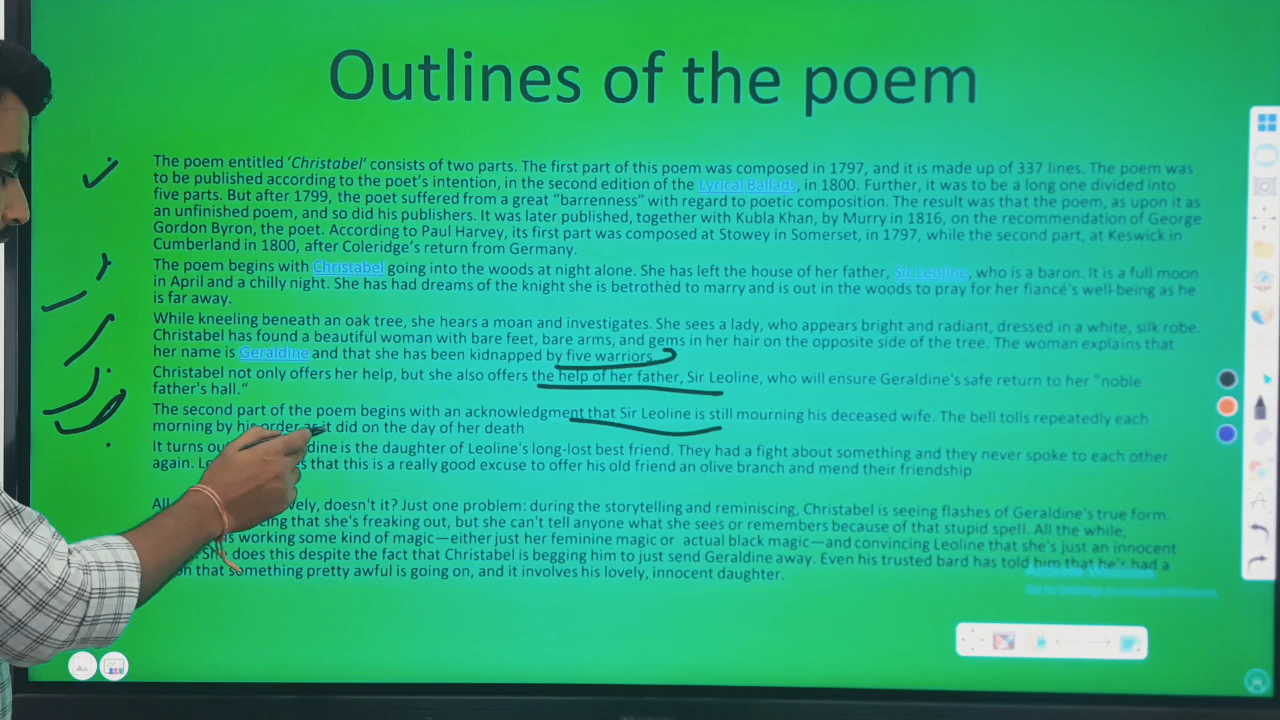 Outlines of the poem
The poem entitled 'Christabel' consists of two parts. The first part of this poem was composed in 1797, and it is made up of 337 lines. The poem was
to be published according to the poet's intention, in the second edition of the Lyrical Ballads, in 1800. Further, it was to be a long one divided into
five parts. But after 1799, the poet suffered from a great "barrenness" with regard to poetic composition. The result was that the poem, as upon it as
an unfinished poem, and so did his publishers. It was later published, together with Kubla Khan, by Murry in 1816, on the recommendation of George
Gordon Byron, the poet. According to Paul Harvey, its first part was composed at Stowey in Somerset, in 1797, while the second part, at Keswick in
Cumberland in 1800, after Coleridge's return from Germany.
The poem begins with Christabel going into the woods at night alone. She has left the house of her father, Sir Leoline, who is a baron. It is a full moon
in April and a chilly night. She has had dreams of the knight she is betrothèd to marry and is out in the woods to pray for her fiancé's well-being as he
is far away.
While kneeling beneath an oak tree, she hears a moan and investigates. She sees a lady, who appears bright and radiant, dressed in a white, silk robe.
Christabel has found a beautiful woman with bare feet, bare arms, and gems in her hair on the opposite side of the tree. The woman explains that
her name is Geraldine and that she has been kidnapped by five warriors
Christabel not only offers her help, but she also offers the help of her father, Sir Leoline, who will ensure Geraldine's safe return to her "noble
father's hall."
The second part of the poem begins with an acknowledgment that Sir Leoline is still mourning his deceased wife. The bell tolls repeatedly each
morning by his order as it did on the day of her death
It turns ou dine is the daughter of Leoline's long-lost best friend. They had a fight about something and they never spoke to each other
again. Le s that this is a really good excuse to offer his old friend an olive branch and mend their friendship
All vely, doesn't it? Just one problem: during the storytelling and reminiscing, Christabel is seeing flashes of Geraldine's true form.
cing that she's freaking out, but she can't tell anyone what she sees or remembers because of that stupid spell. All the while,
is working some kind of magic—either just her feminine magic or actual black magic—and convincing Leoline that she's just an innocent
She does this despite the fact that Christabel is begging him to just send Geraldine away. Even his trusted bard has told him that he's had a
on that something pretty awful is going on, and it involves his lovely, innocent daughter.